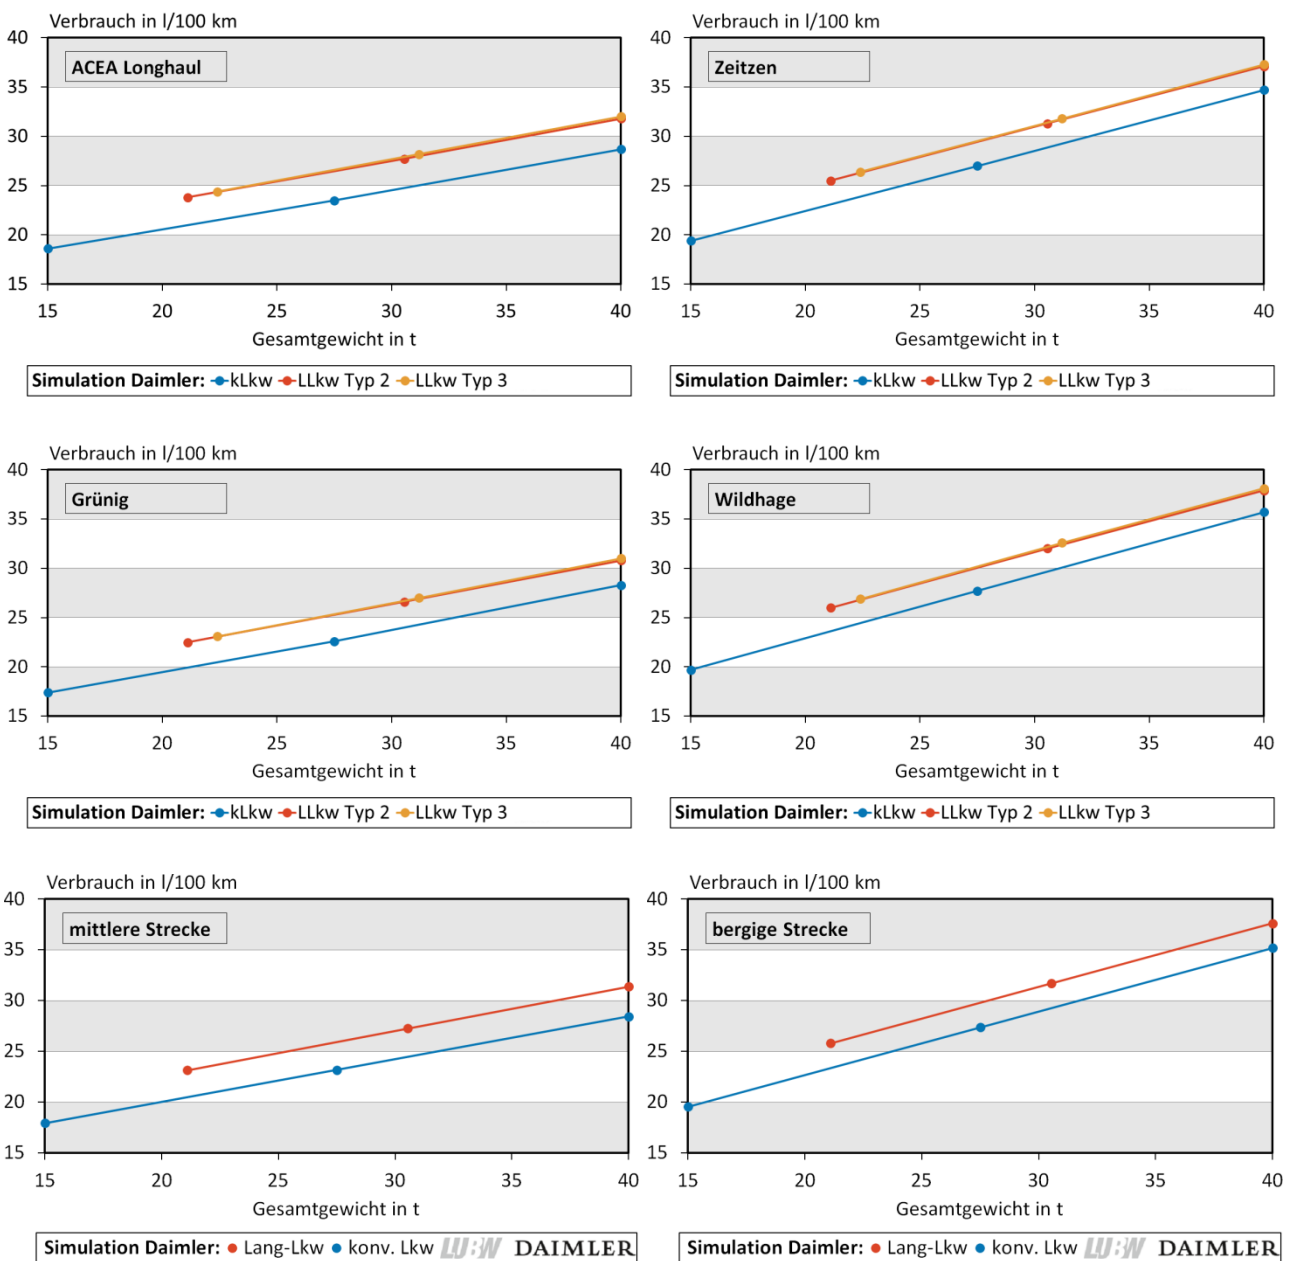 Verbrauch in l/100 km
40
35
30
25
20
15
ACEA Longhaul
15 20 25 30 35 40
Gesamtgewicht in t
Simulation Daimler: kLkw LLkw Typ 2 LLkw Typ 3
Verbrauch in l/100 km
40
35
30
25
20
15
Zeitzen
15 20 25 30 35 40
Gesamtgewicht in t
Simulation Daimler: kLkw LLkw Typ 2 LLkw Typ 3
Verbrauch in l/100 km
40
35
30
25
20
15
Grünig
15 20 25 30 35 40
Gesamtgewicht in t
Simulation Daimler: kLkw LLkw Typ 2 LLkw Typ 3
Verbrauch in l/100 km
40
35
30
25
20
15
Wildhage
15 20 25 30 35 40
Gesamtgewicht in t
Simulation Daimler: kLkw LLkw Typ 2 LLkw Typ 3
Verbrauch in l/100 km
40
35
30
25
20
15
mittlere Strecke
15 20 25 30 35 40
Gesamtgewicht in t
Simulation Daimler: Lang-Lkw konv. Lkw LUBW DAIMLER
Verbrauch in l/100 km
40
35
30
25
20
15
bergige Strecke
15 20 25 30 35 40
Gesamtgewicht in t
Simulation Daimler: Lang-Lkw konv. Lkw LUBW DAIMLER